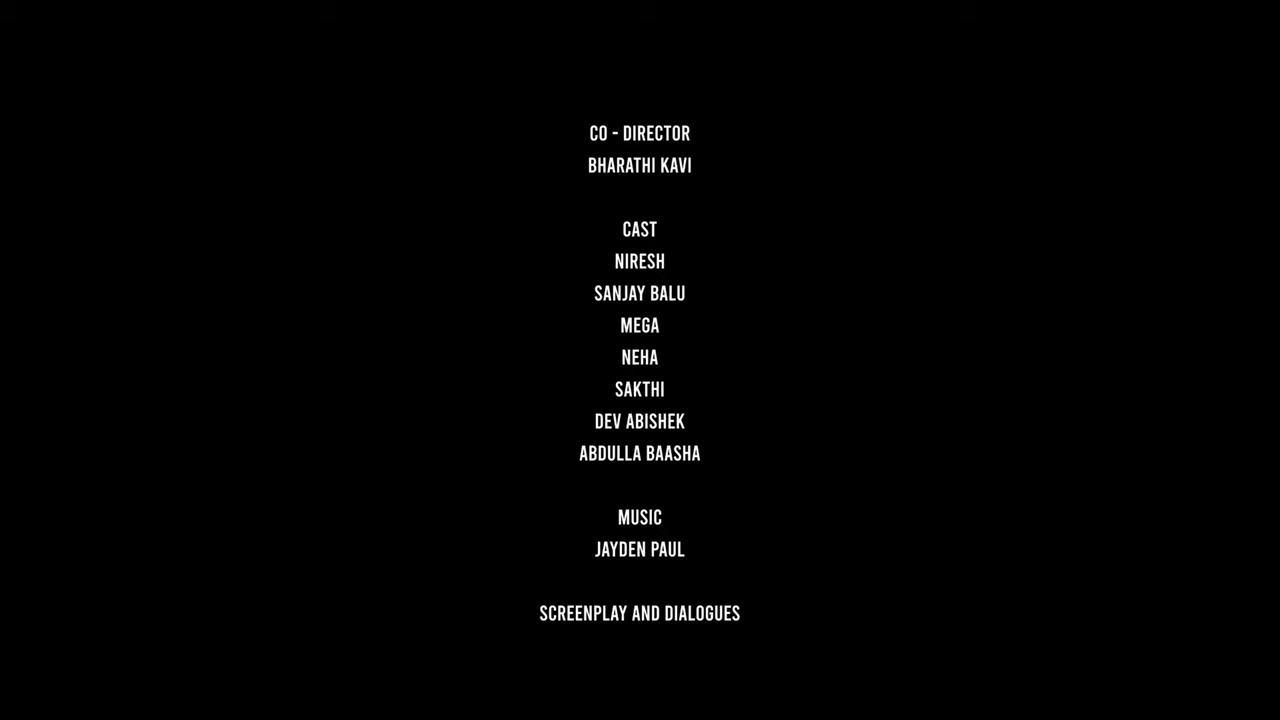 CO - DIRECTOR
BHARATHI KAVI
CAST
NIRESH
SANJAY BALU
MEGA
NEHA
SAKTHI
DEV ABISHEK
ABDULLA BAASHA
MUSIC
JAYDEN PAUL
SCREENPLAY AND DIALOGUES